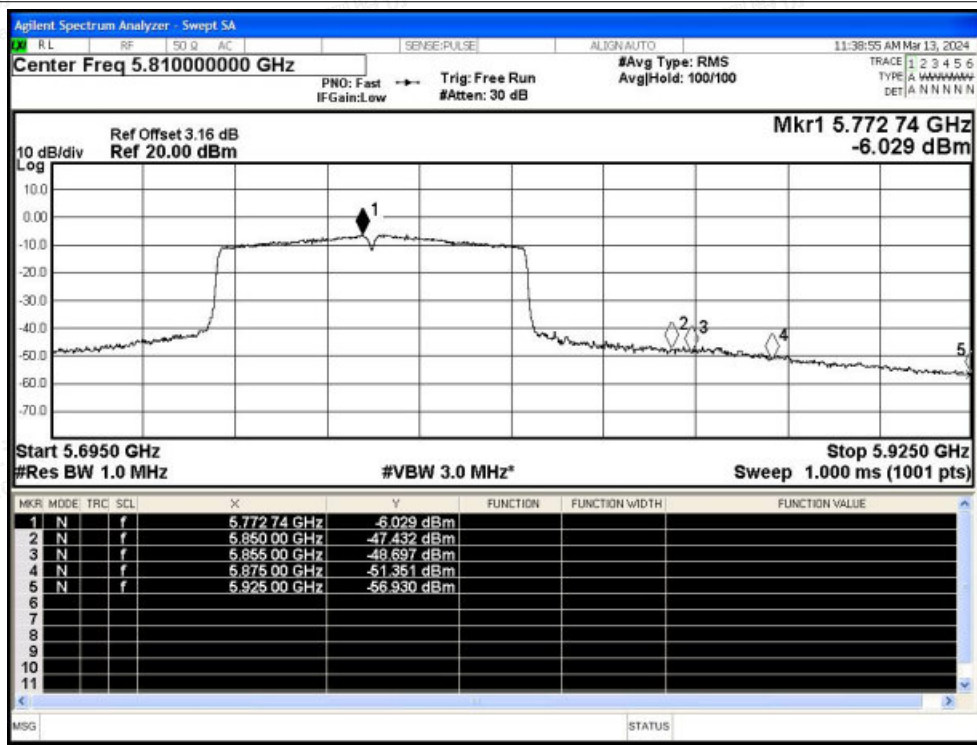 Agilent Spectrum Analyzer - Swept SA
RL RF 50 Ω AC SENSE:PULSE ALIGNAUTO 11:38:55 AM Mar 13, 2024
Center Freq 5.810000000 GHz #Avg Type: RMS TRACE 1 2 3 4 5 6
PNO: Fast Trig: Free Run Avg|Hold: 100/100 TYPE A WWWWW
IFGain:Low #Atten: 30 dB DET A N N N N N
Mkr1 5.772 74 GHz
Ref Offset 3.16 dB
10 dB/div Ref 20.00 dBm -6.029 dBm
Log
10.0
0.00
1
-10.0
-20.0
-30.0
-40.0
2 3 4
-50.0
5
-60.0
-70.0
Start 5.6950 GHz Stop 5.9250 GHz
#Res BW 1.0 MHz #VBW 3.0 MHz* Sweep 1.000 ms (1001 pts)
MKR MODE TRC SCL X Y FUNCTION FUNCTION WIDTH FUNCTION VALUE
1 N f 5.772 74 GHz -6.029 dBm
2 N f 5.850 00 GHz -47.432 dBm
3 N f 5.855 00 GHz -48.697 dBm
4 N f 5.875 00 GHz -51.351 dBm
5 N f 5.925 00 GHz -56.930 dBm
6
7
8
9
10
11
MSG STATUS